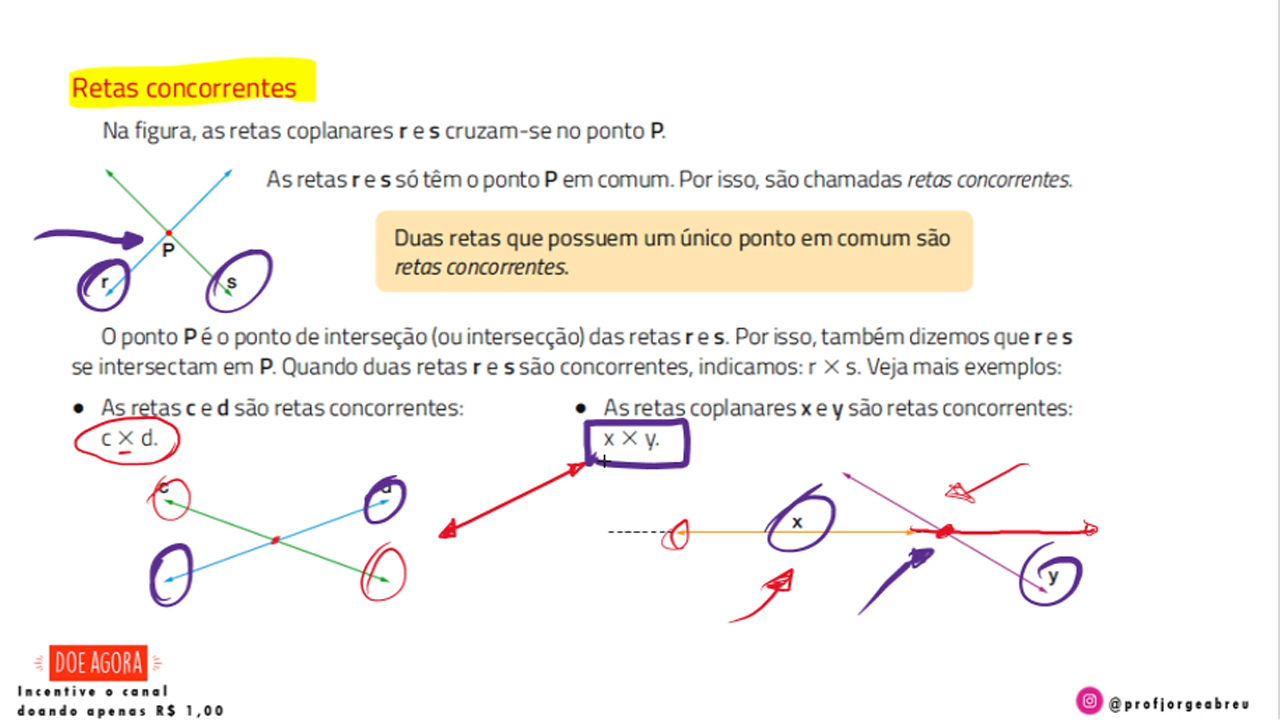 Retas concorrentes
Na figura, as retas coplanares r e s cruzam-se no ponto P.
As retas r e s só têm o ponto P em comum. Por isso, são chamadas retas concorrentes.
P
r
s
Duas retas que possuem um único ponto em comum são
retas concorrentes.
O ponto P é o ponto de interseção (ou intersecção) das retas r e s. Por isso, também dizemos que r e s
se intersectam em P. Quando duas retas r e s são concorrentes, indicamos: r × s. Veja mais exemplos:
• As retas c e d são retas concorrentes:
c × d.
c
d
• As retas coplanares x e y são retas concorrentes:
x × y.
x
y
DOE AGORA
Incentive o canal
doando apenas R$ 1,00
@profjorgeabreu